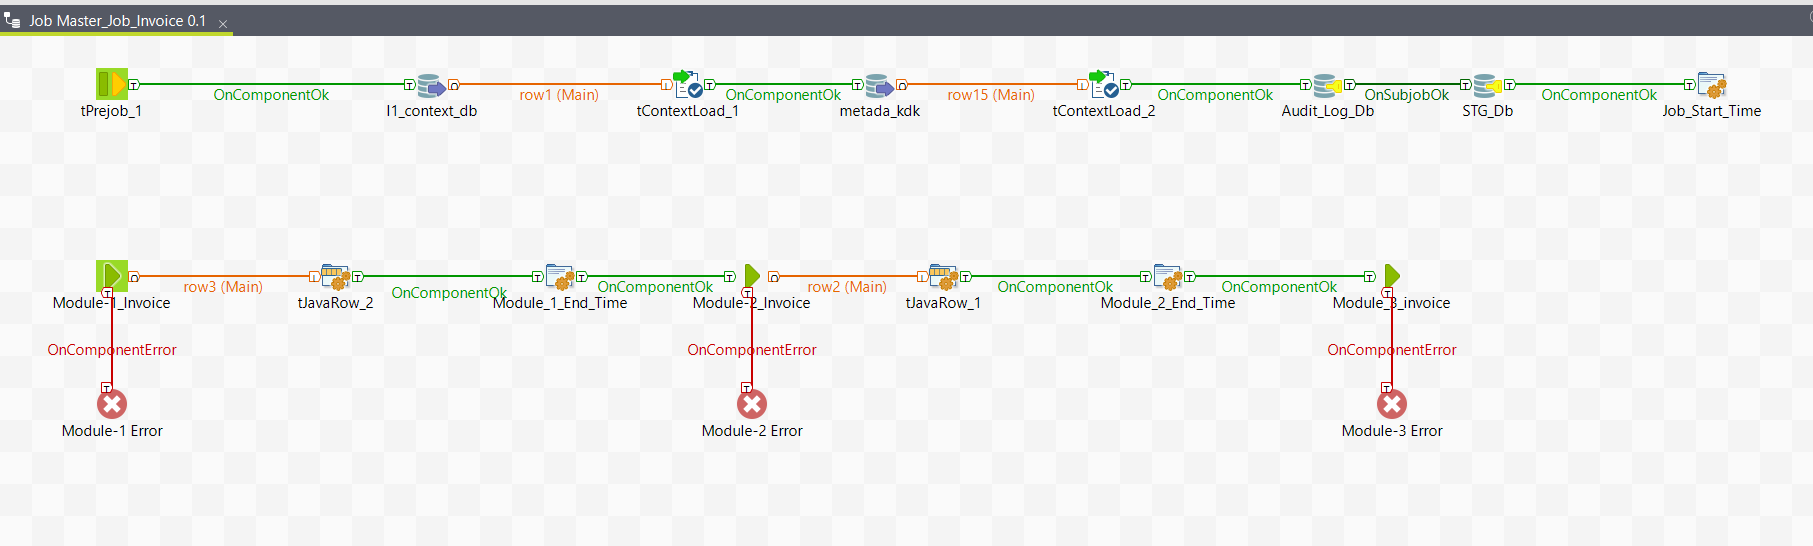 Job Master_Job_Invoice 0.1
OnComponentOk
row1 (Main)
OnComponentOk
row15 (Main)
OnComponentOk
OnSubjobOk
OnComponentOk
tPrejob_1
I1_context_db
tContextLoad_1
metada_kdk
tContextLoad_2
Audit_Log_Db
STG_Db
Job_Start_Time
row3 (Main)
OnComponentOk
OnComponentOk
row2 (Main)
OnComponentOk
OnComponentOk
Module-1_Invoice
tJavaRow_2
Module_1_End_Time
Module-2_Invoice
tJavaRow_1
Module_2_End_Time
Module_3_invoice
OnComponentError
OnComponentError
OnComponentError
Module-1 Error
Module-2 Error
Module-3 Error